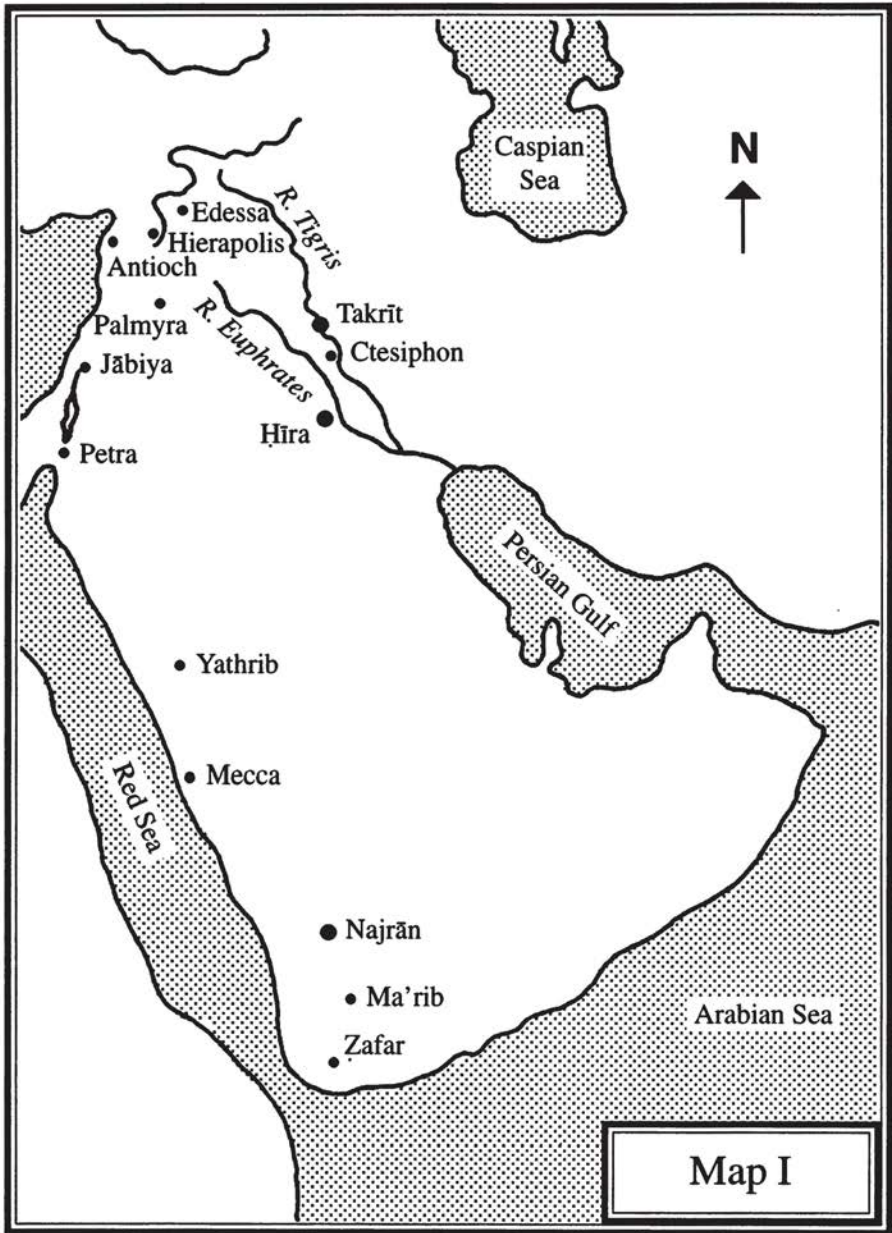 Caspian
Sea
N
R. Tigris
Edessa
Hierapolis
Antioch
Palmyra
R. Euphrates
Takrīt
Jābiya
Ctesiphon
Ḥīra
Petra
Persian Gulf
Yathrib
Red Sea
Mecca
Najrān
Ma’rib
Arabian Sea
Ẓafar
Map I